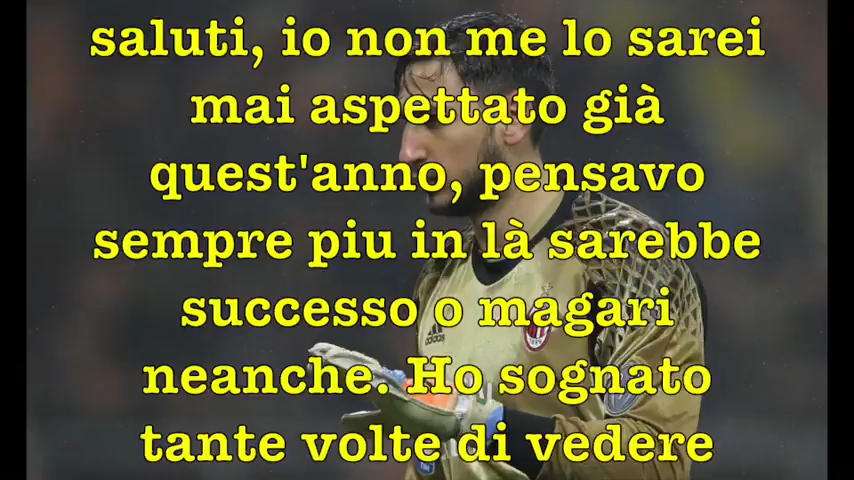 saluti, io non me lo sarei
mai aspettato già
quest'anno, pensavo
sempre piu in là sarebbe
successo o magari
neanche. Ho sognato
tante volte di vedere